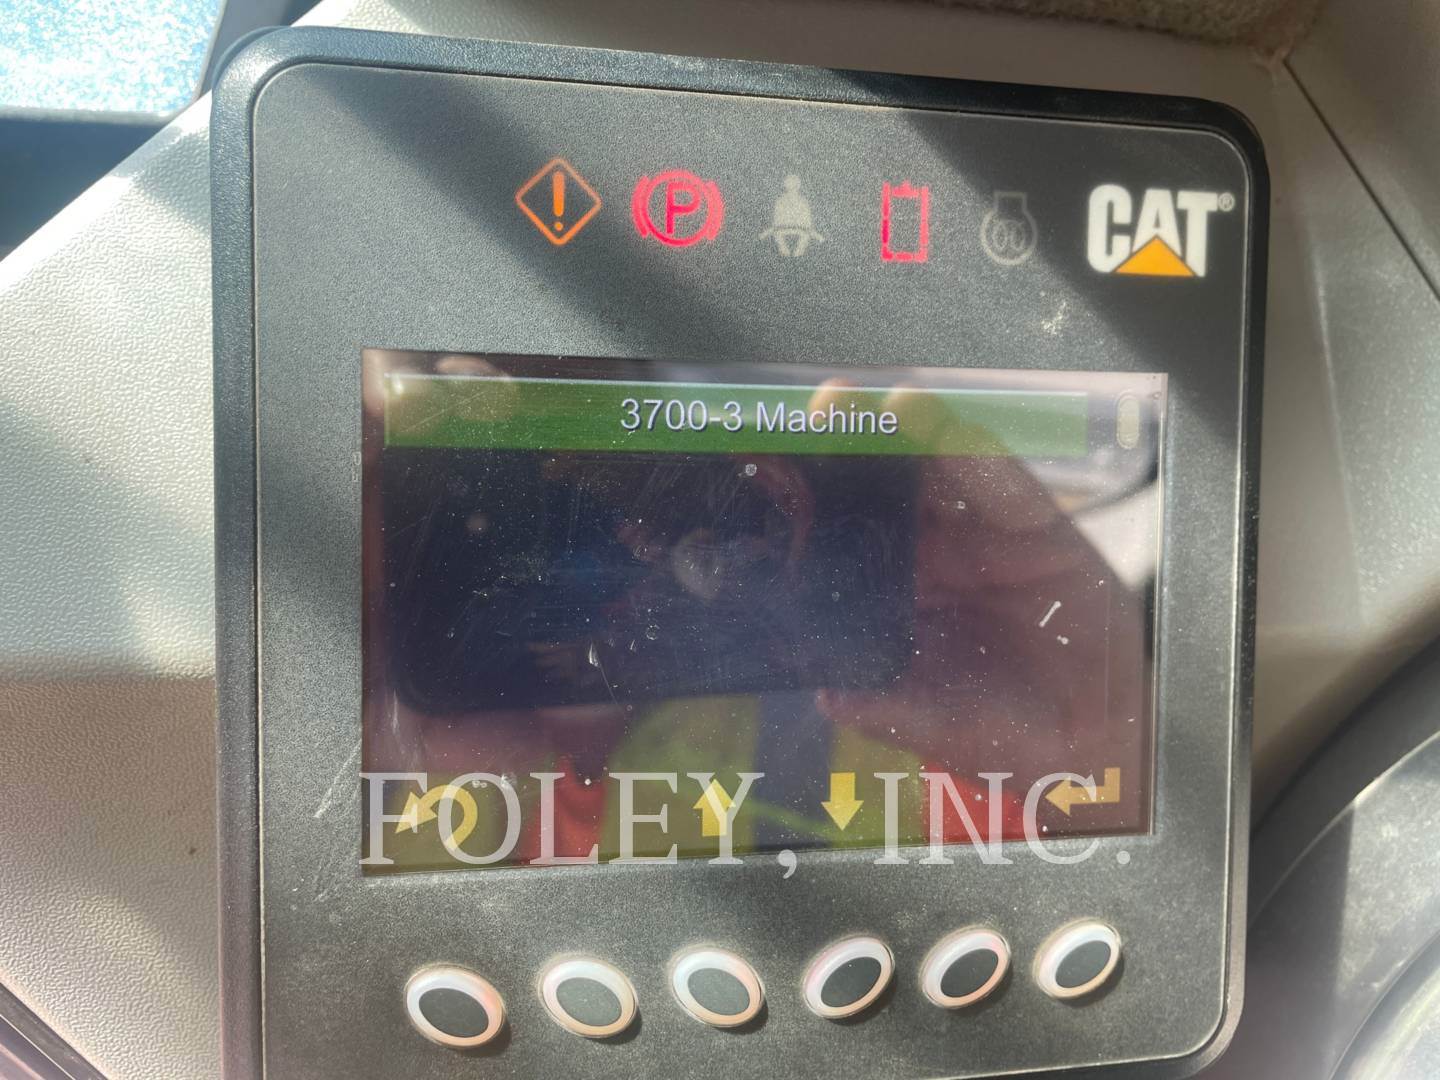 P
CAT®
3700-3 Machine
FOLEY, INC.